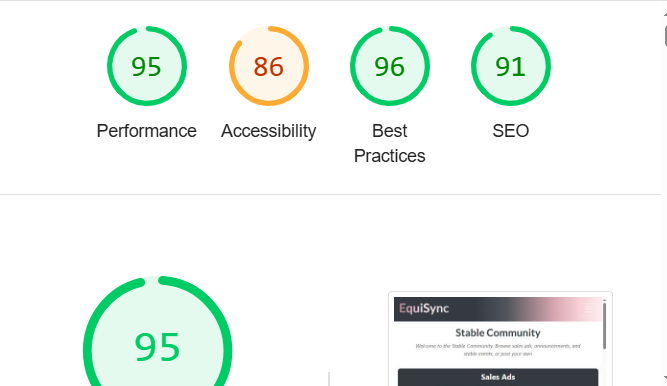 95
86
96
91
Performance
Accessibility
Best
Practices
SEO
95
EquiSync
Stable Community
Welcome to the Stable Community. Browse sales ads, announcements, and
stable events, or post your own.
Sales Ads